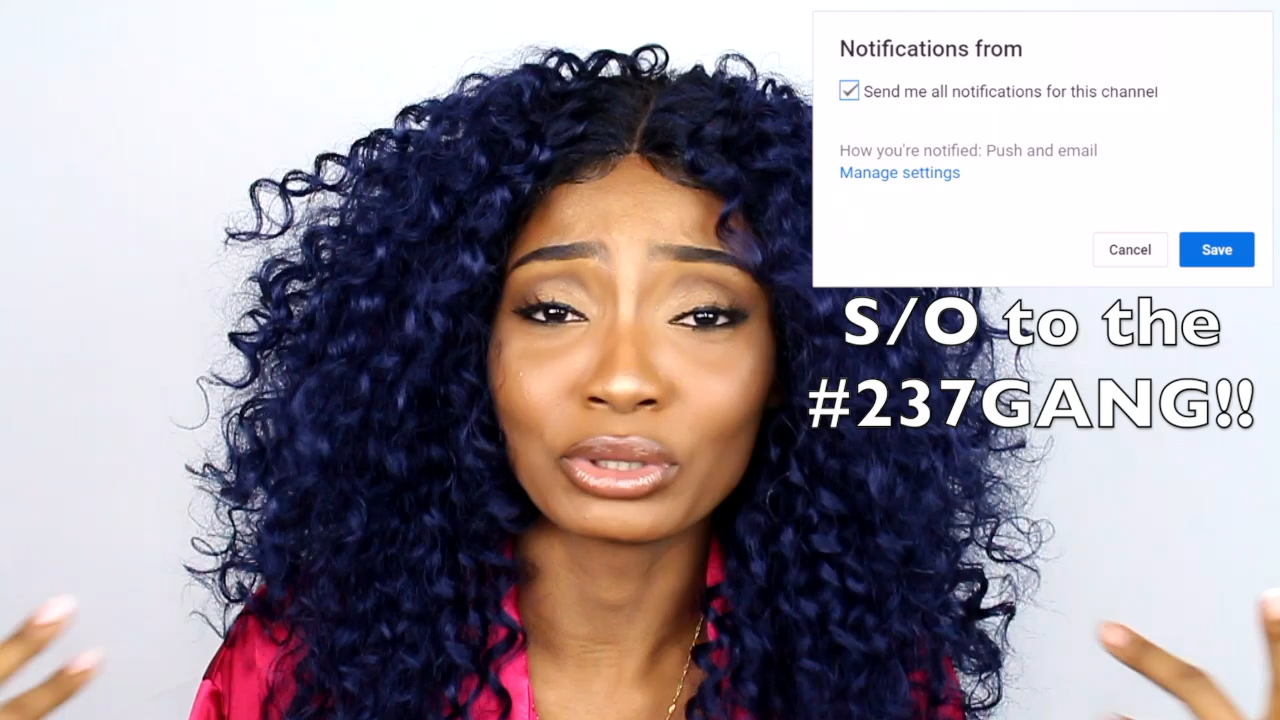 Notifications from
Send me all notifications for this channel
How you're notified: Push and email
Manage settings
Cancel
Save
S/O to the
#237GANG!!